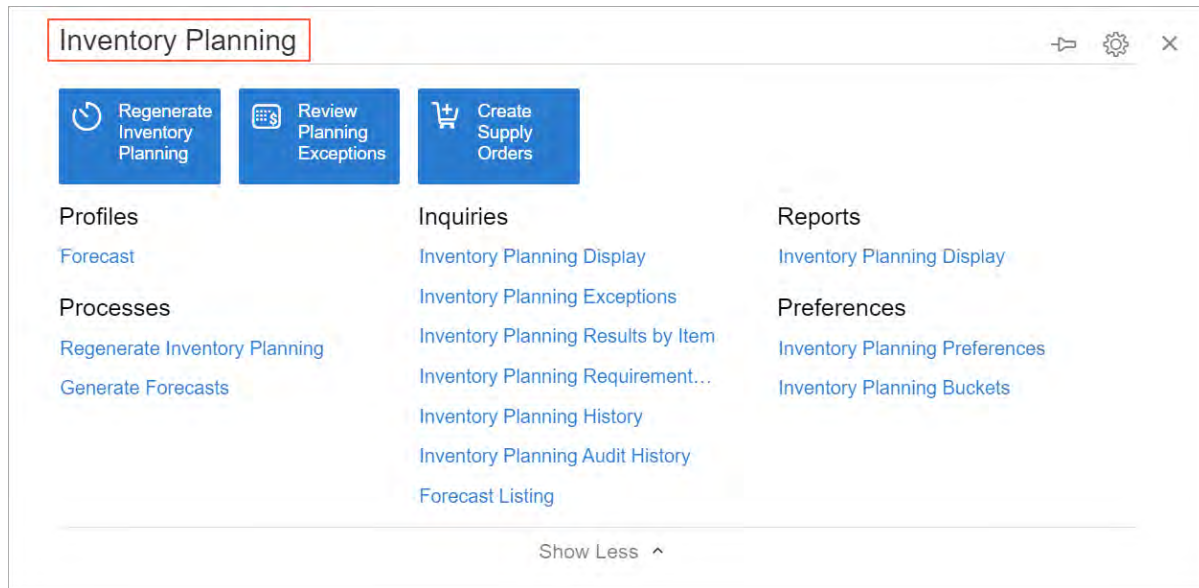 Inventory Planning
Regenerate
Inventory
Planning
Review
Planning
Exceptions
Create
Supply
Orders
Profiles
Forecast
Processes
Regenerate Inventory Planning
Generate Forecasts
Inquiries
Inventory Planning Display
Inventory Planning Exceptions
Inventory Planning Results by Item
Inventory Planning Requirement…
Inventory Planning History
Inventory Planning Audit History
Forecast Listing
Reports
Inventory Planning Display
Preferences
Inventory Planning Preferences
Inventory Planning Buckets
Show Less